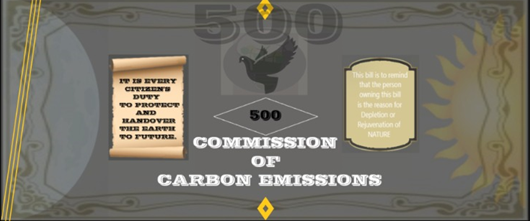 500
IT IS EVERY
CITIZEN'S
DUTY
TO PROTECT
AND
HANDOVER
THE EARTH
TO FUTURE.
500
This bill is to remind
that the person
owning this bill
is the reason for
Depletion or
Rejuvenation of
NATURE
COMMISSION
OF
CARBON EMISSIONS